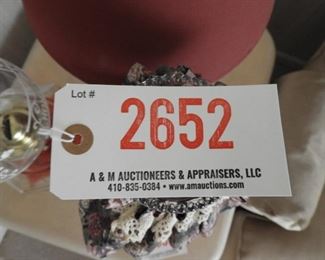 Lot #
2652
A & M AUCTIONEERS & APPRAISERS, LLC
410-835-0384 • www.amauctions.com